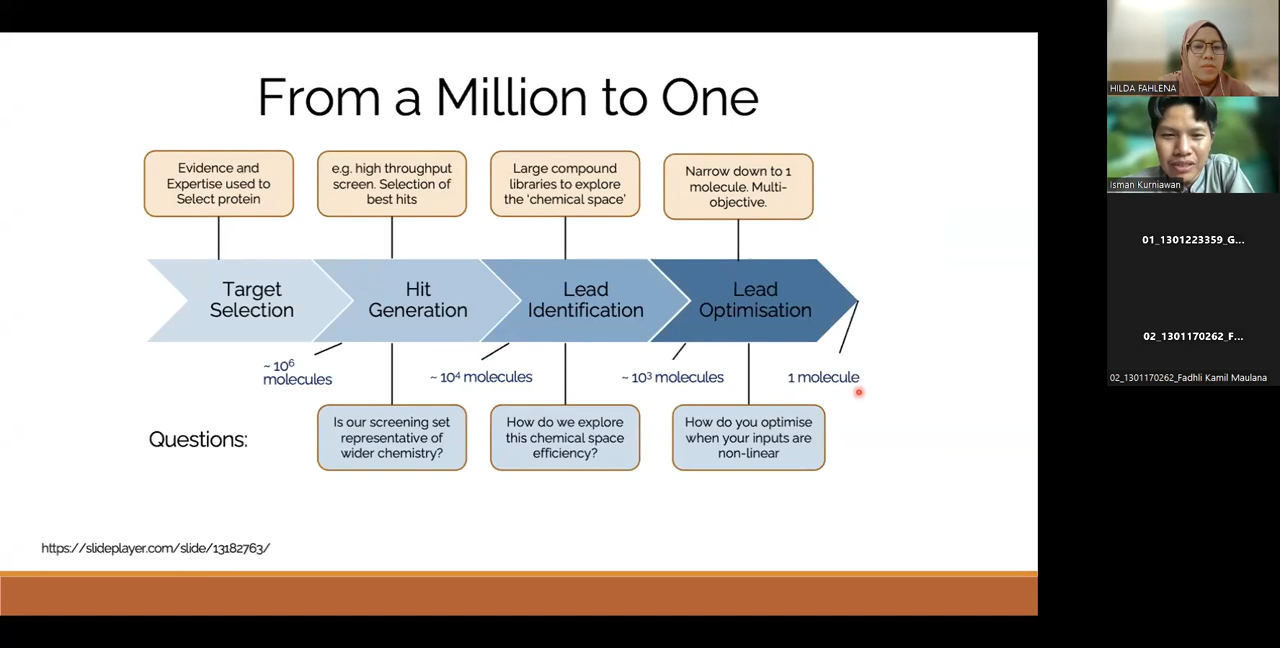 From a Million to One
Evidence and
Expertise used to
Select protein
e.g. high throughput
screen. Selection of
best hits
Large compound
libraries to explore
the 'chemical space'
Narrow down to 1
molecule. Multi-
objective.
Target
Selection
Hit
Generation
Lead
Identification
Lead
Optimisation
~ 10⁶
molecules
~ 10⁴ molecules
~ 10³ molecules
1 molecule
Questions:
Is our screening set
representative of
wider chemistry?
How do we explore
this chemical space
efficiency?
How do you optimise
when your inputs are
non-linear
https://slideplayer.com/slide/13182763/
HILDA FAHLENA
Isman Kurniawan
01_1301223359_G...
02_1301170262_F...
02_1301170262_Fadhli Kamil Maulana